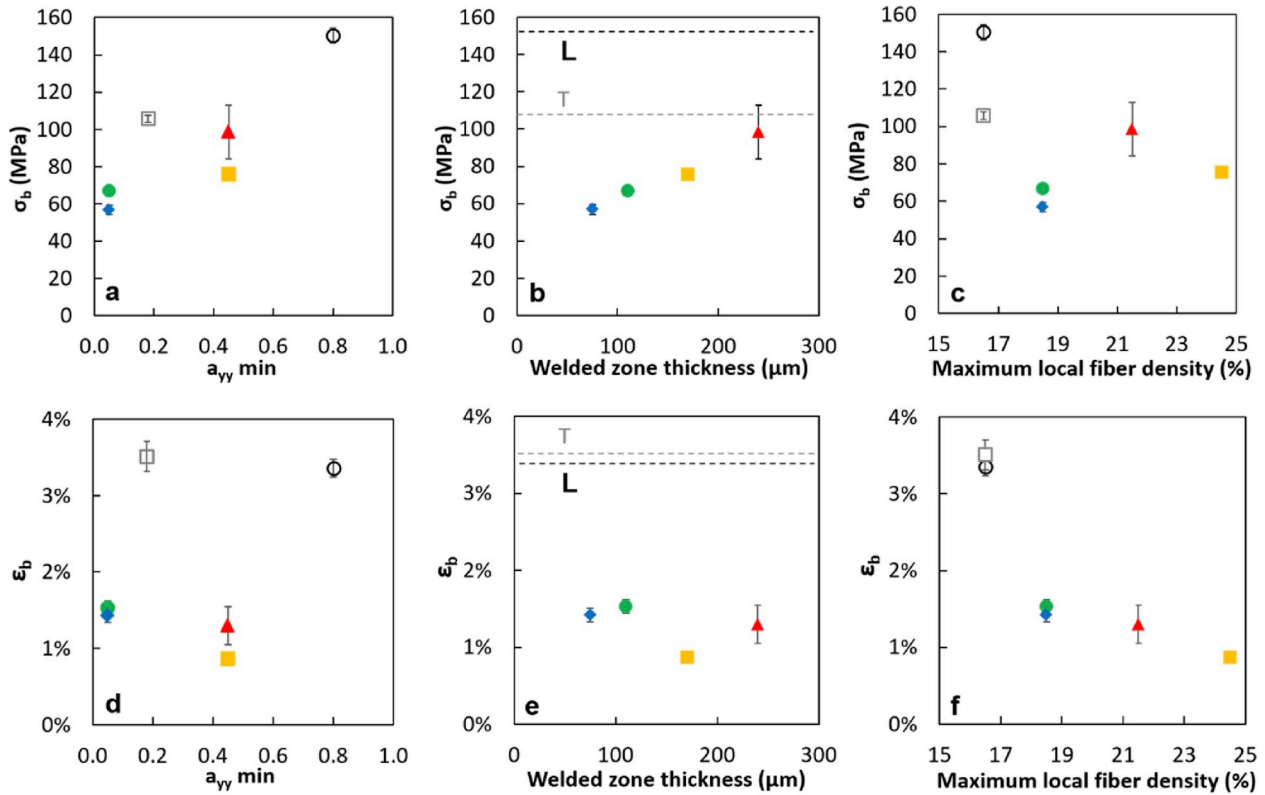 160
140
120
100
80
60
40
20
0
σb (MPa)
a
0.0 0.2 0.4 0.6 0.8 1.0
ayy min
160
140
120
100
80
60
40
20
0
σb (MPa)
L
T
b
0 100 200 300
Welded zone thickness (μm)
160
140
120
100
80
60
40
20
0
σb (MPa)
c
15 17 19 21 23 25
Maximum local fiber density (%)
4%
3%
2%
1%
0%
εb
d
0.0 0.2 0.4 0.6 0.8 1.0
ayy min
4%
3%
2%
1%
0%
εb
T
L
e
0 100 200 300
Welded zone thickness (μm)
4%
3%
2%
1%
0%
εb
f
15 17 19 21 23 25
Maximum local fiber density (%)